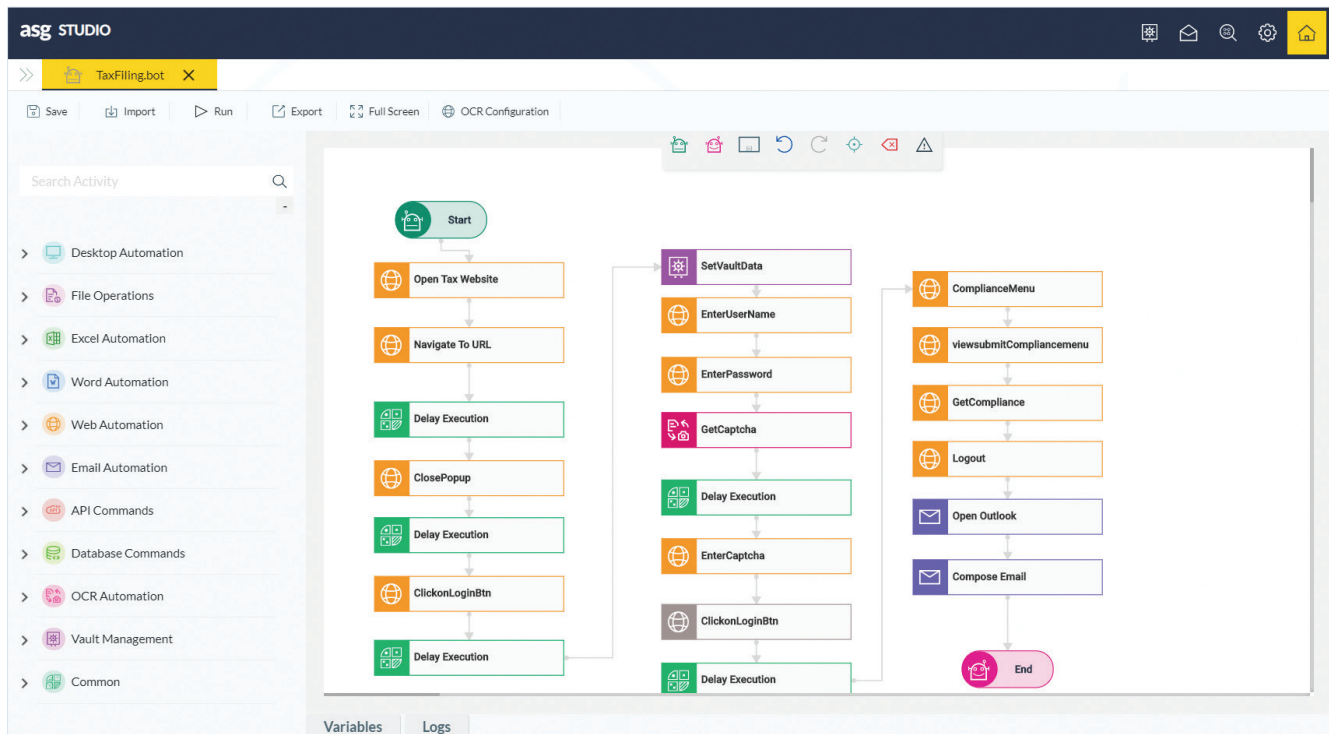 asg STUDIO
TaxFiling.bot
Save
Import
Run
Export
Full Screen
OCR Configuration
Search Activity
-
Desktop Automation
File Operations
Excel Automation
Word Automation
Web Automation
Email Automation
API Commands
Database Commands
OCR Automation
Vault Management
Common
Start
Open Tax Website
Navigate To URL
Delay Execution
ClosePopup
Delay Execution
ClickonLoginBtn
Delay Execution
SetVaultData
EnterUserName
EnterPassword
GetCaptcha
Delay Execution
EnterCaptcha
ClickonLoginBtn
Delay Execution
ComplianceMenu
viewsubmitCompliancemenu
GetCompliance
Logout
Open Outlook
Compose Email
End
Variables
Logs